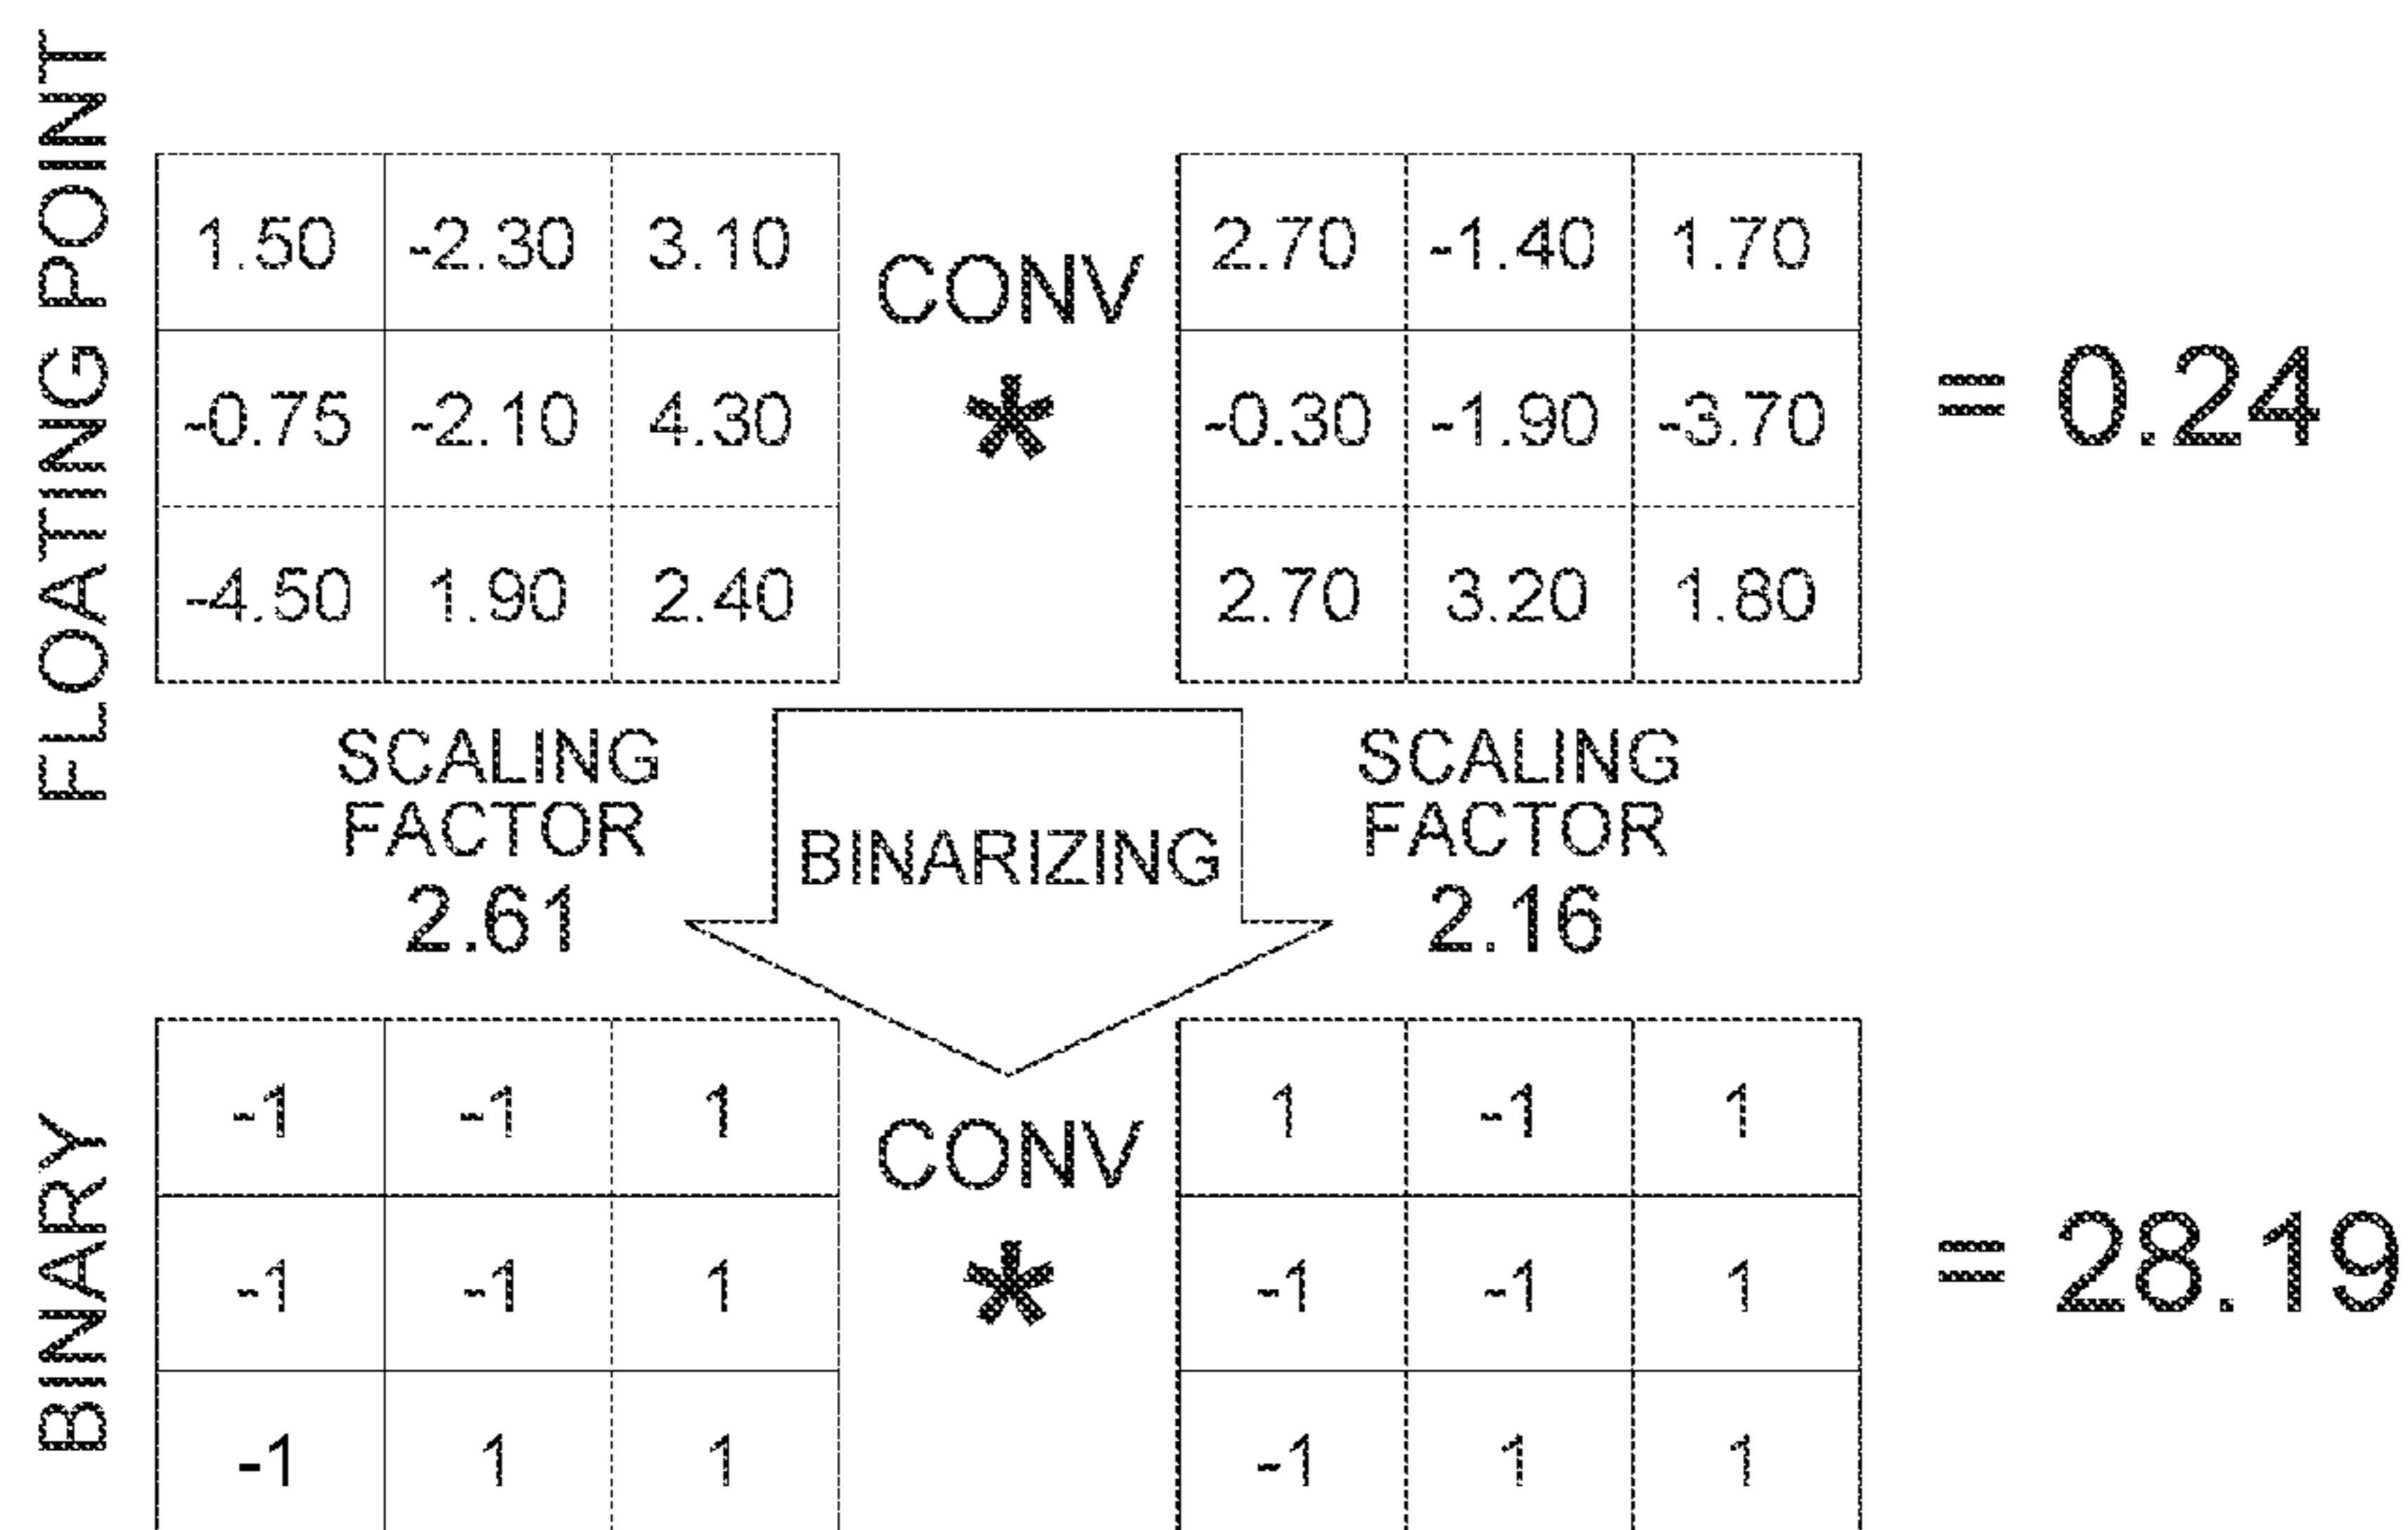 FLOATING POINT
1.50 -2.30 3.10
-0.75 -2.10 4.30
-4.50 1.90 2.40
CONV
*
2.70 -1.40 1.70
-0.30 -1.90 -3.70
2.70 3.20 1.80
= 0.24
SCALING
FACTOR
2.61
BINARIZING
SCALING
FACTOR
2.16
BINARY
-1 -1 1
-1 -1 1
-1 1 1
CONV
*
1 -1 1
-1 -1 1
-1 1 1
= 28.19